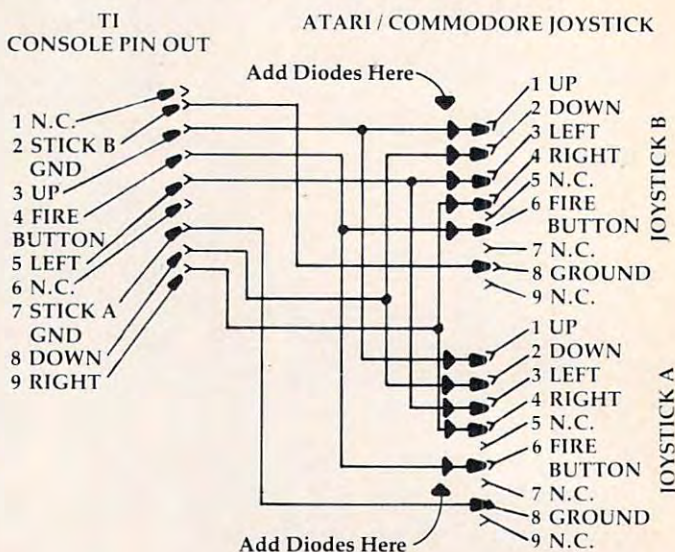 TI
CONSOLE PIN OUT
1 N.C.
2 STICK B
GND
3 UP
4 FIRE
BUTTON
5 LEFT
6 N.C.
7 STICK A
GND
8 DOWN
9 RIGHT
ATARI / COMMODORE JOYSTICK
Add Diodes Here
1 UP
2 DOWN
3 LEFT
4 RIGHT
5 N.C.
6 FIRE
BUTTON
7 N.C.
8 GROUND
9 N.C.
JOYSTICK B
1 UP
2 DOWN
3 LEFT
4 RIGHT
5 N.C.
6 FIRE
BUTTON
7 N.C.
8 GROUND
9 N.C.
JOYSTICK A
Add Diodes Here